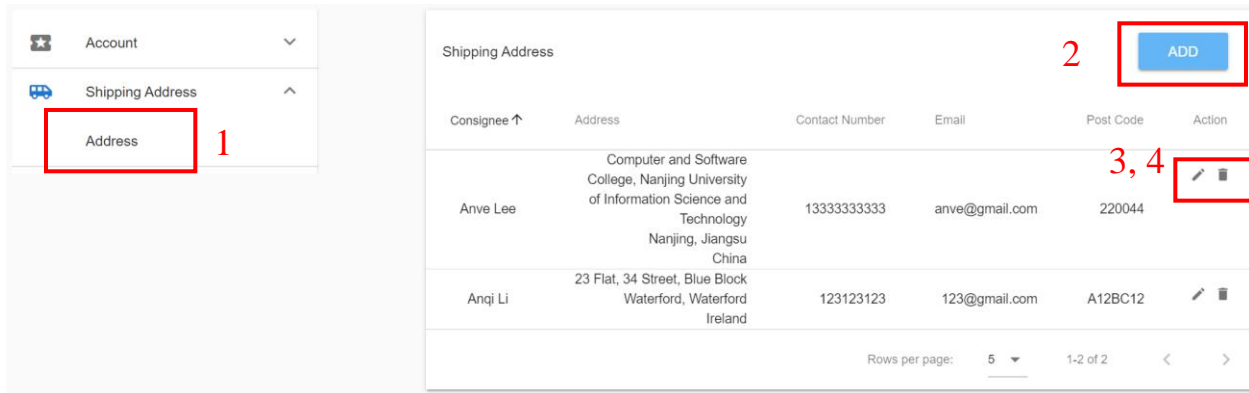 Account
Shipping Address
Address
1
Shipping Address
2
ADD
Consignee Address Contact Number Email Post Code Action
3, 4
Computer and Software
College, Nanjing University
of Information Science and
Technology
Nanjing, Jiangsu
China
Anve Lee 13333333333 anve@gmail.com 220044
23 Flat, 34 Street, Blue Block
Waterford, Waterford
Ireland
Anqi Li 123123123 123@gmail.com A12BC12
Rows per page: 5 1-2 of 2